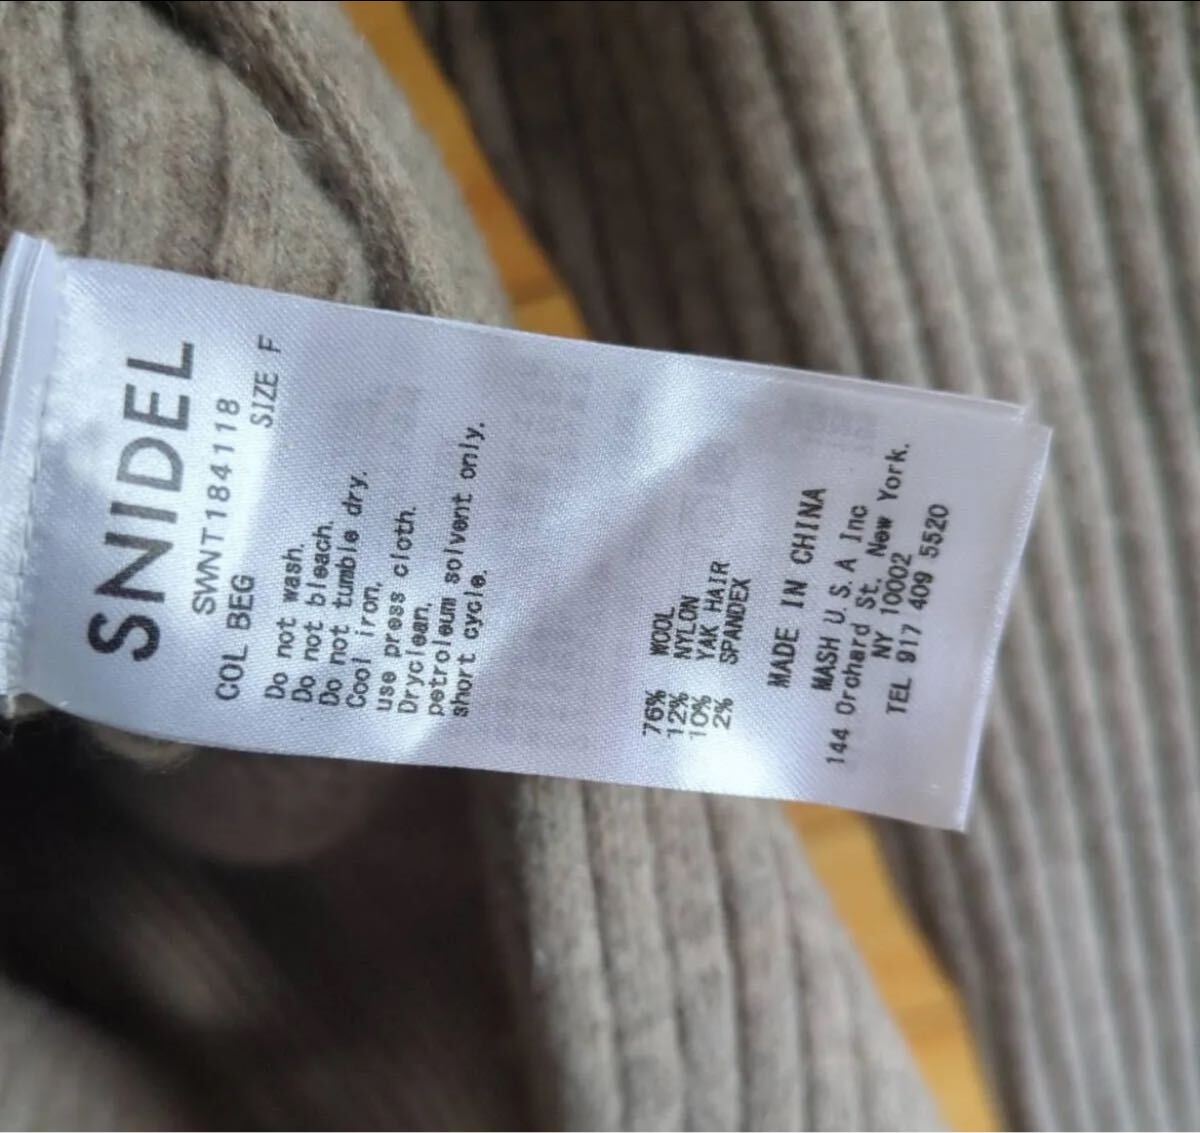 SNIDEL
SWNT184118
COL BEG SIZE F
Do not wash.
Do not bleach.
Do not tumble dry.
Cool iron.
use press cloth.
Dryclean,
petroleum solvent only.
short cycle.
76% WOOL
12% NYLON
10% YAK HAIR
2% SPANDEX
MADE IN CHINA
MASH U.S.A Inc
144 Orchard St. New York.
NY 10002
TEL 917 409 5520